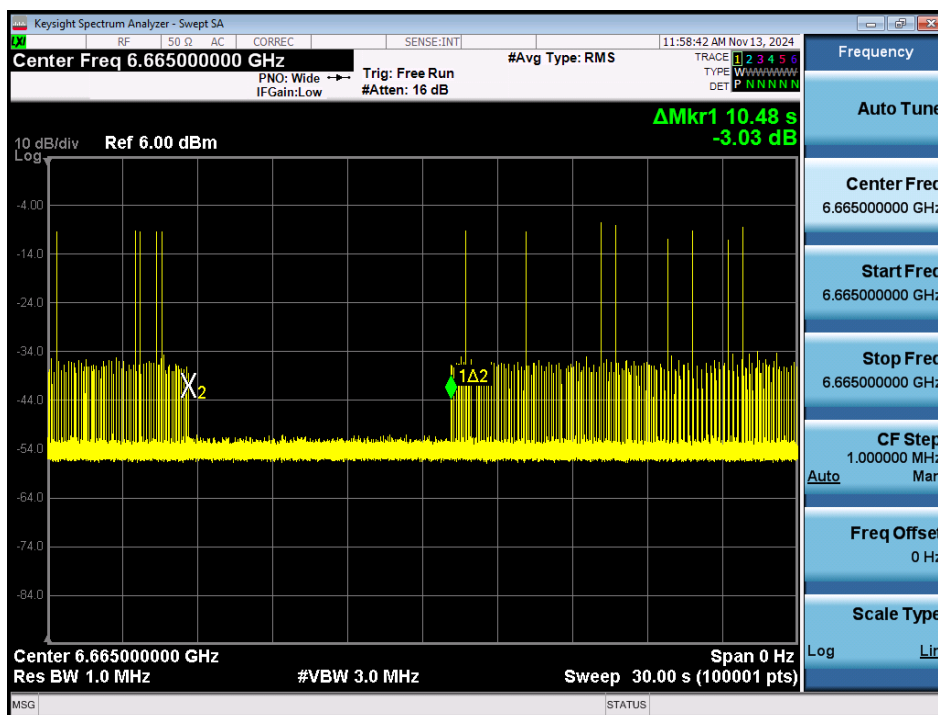 Keysight Spectrum Analyzer - Swept SA
LXI RF 50 Ω AC CORREC SENSE:INT 11:58:42 AM Nov 13, 2024
Center Freq 6.665000000 GHz
PNO: Wide
IFGain:Low
Trig: Free Run
#Atten: 16 dB
#Avg Type: RMS
TRACE 1 2 3 4 5 6
TYPE WWWWWW
DET P N N N N N
ΔMkr1 10.48 s
-3.03 dB
10 dB/div
Log
Ref 6.00 dBm
-4.00
-14.0
-24.0
-34.0
-44.0
-54.0
-64.0
-74.0
-84.0
2
1Δ2
Center 6.665000000 GHz
Span 0 Hz
Res BW 1.0 MHz
#VBW 3.0 MHz
Sweep 30.00 s (100001 pts)
MSG
STATUS
Frequency
Auto Tune
Center Freq
6.665000000 GHz
Start Freq
6.665000000 GHz
Stop Freq
6.665000000 GHz
CF Step
1.000000 MHz
Auto Man
Freq Offset
0 Hz
Scale Type
Log Lin